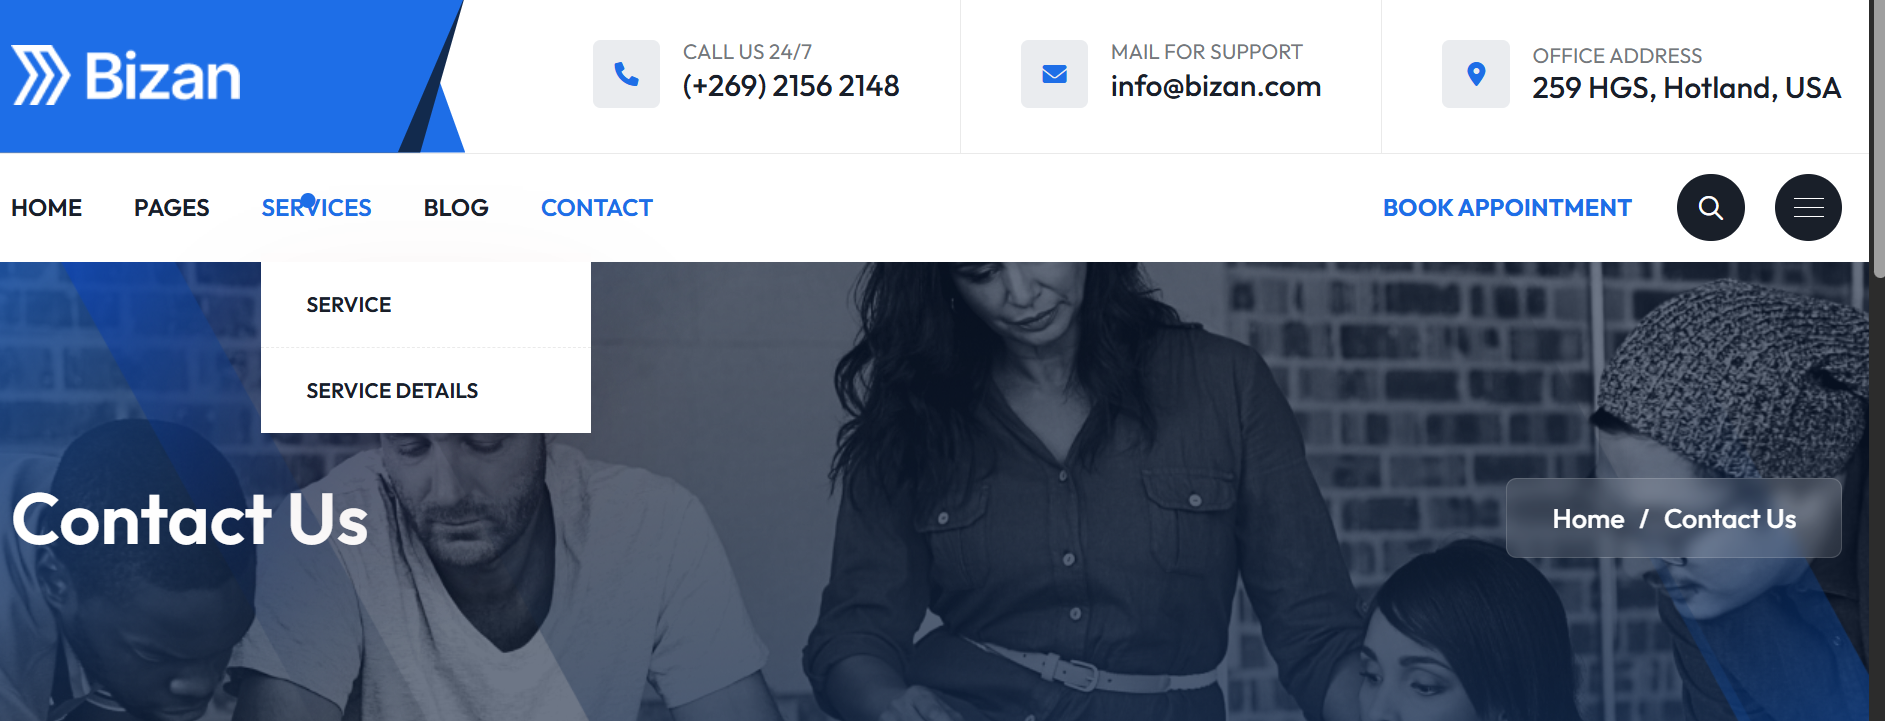 Bizan
CALL US 24/7
(+269) 2156 2148
MAIL FOR SUPPORT
info@bizan.com
OFFICE ADDRESS
259 HGS, Hotland, USA
HOME
PAGES
SERVICES
BLOG
CONTACT
BOOK APPOINTMENT
SERVICE
SERVICE DETAILS
Contact Us
Home / Contact Us